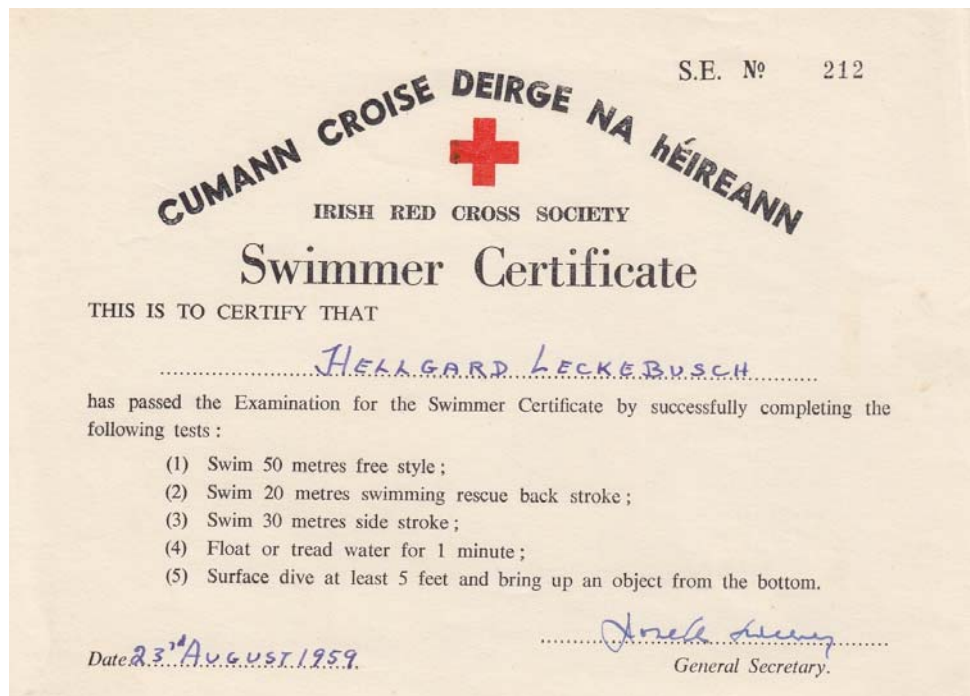 S.E. Nº 212
CUMANN CROISE DEIRGE NA hÉIREANN
IRISH RED CROSS SOCIETY
Swimmer Certificate
THIS IS TO CERTIFY THAT
HELLGARD LECKEBUSCH
has passed the Examination for the Swimmer Certificate by successfully completing the
following tests :
(1) Swim 50 metres free style ;
(2) Swim 20 metres swimming rescue back stroke ;
(3) Swim 30 metres side stroke ;
(4) Float or tread water for 1 minute ;
(5) Surface dive at least 5 feet and bring up an object from the bottom.
Date 23rd AUGUST 1959
General Secretary.